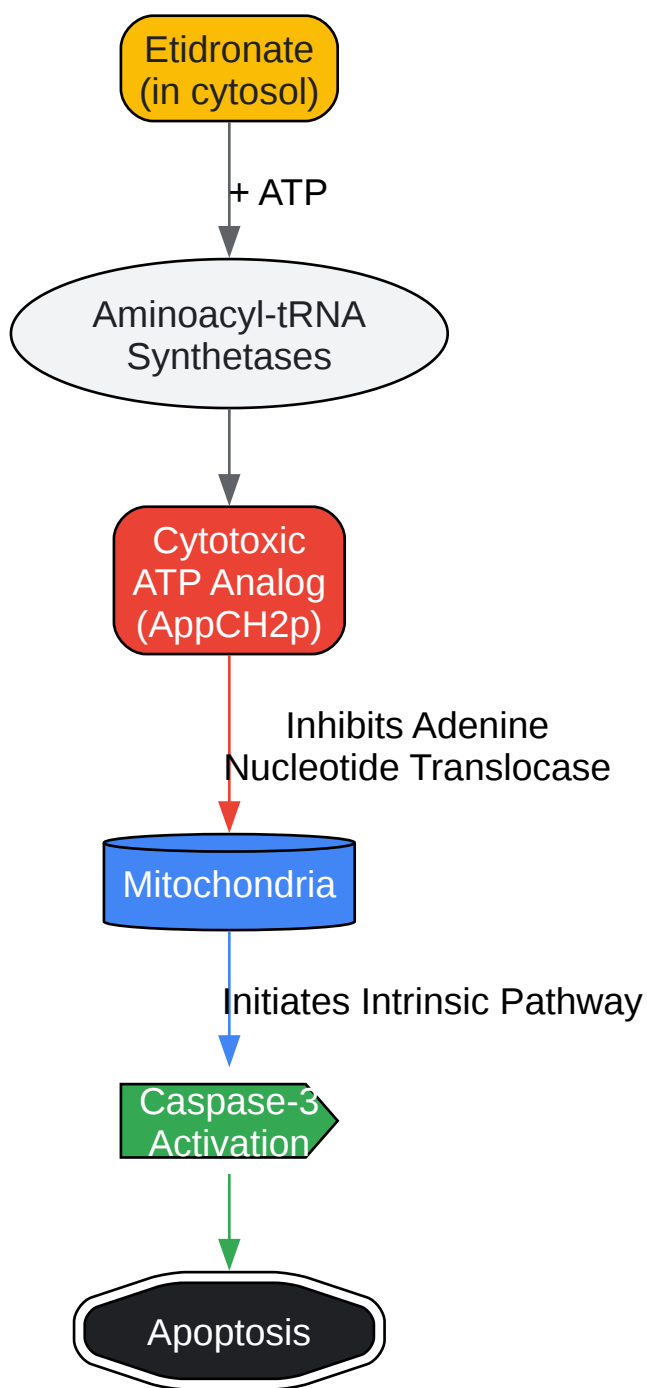 Etidronate
(in cytosol)
+ ATP
Aminoacyl-tRNA
Synthetases
Cytotoxic
ATP Analog
(AppCH2p)
Inhibits Adenine
Nucleotide Translocase
Mitochondria
Initiates Intrinsic Pathway
Caspase-3
Activation
Apoptosis